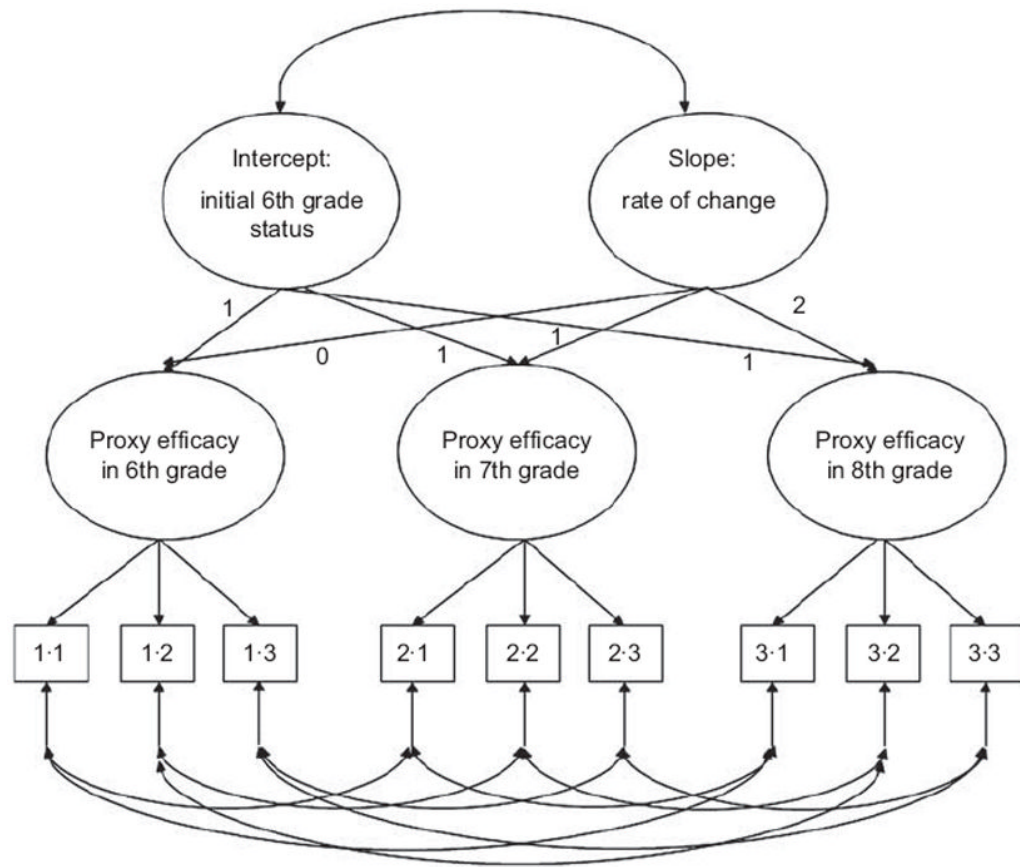 Intercept:
initial 6th grade
status
Slope:
rate of change
1
0
1
1
1
2
Proxy efficacy
in 6th grade
Proxy efficacy
in 7th grade
Proxy efficacy
in 8th grade
1·1
1·2
1·3
2·1
2·2
2·3
3·1
3·2
3·3